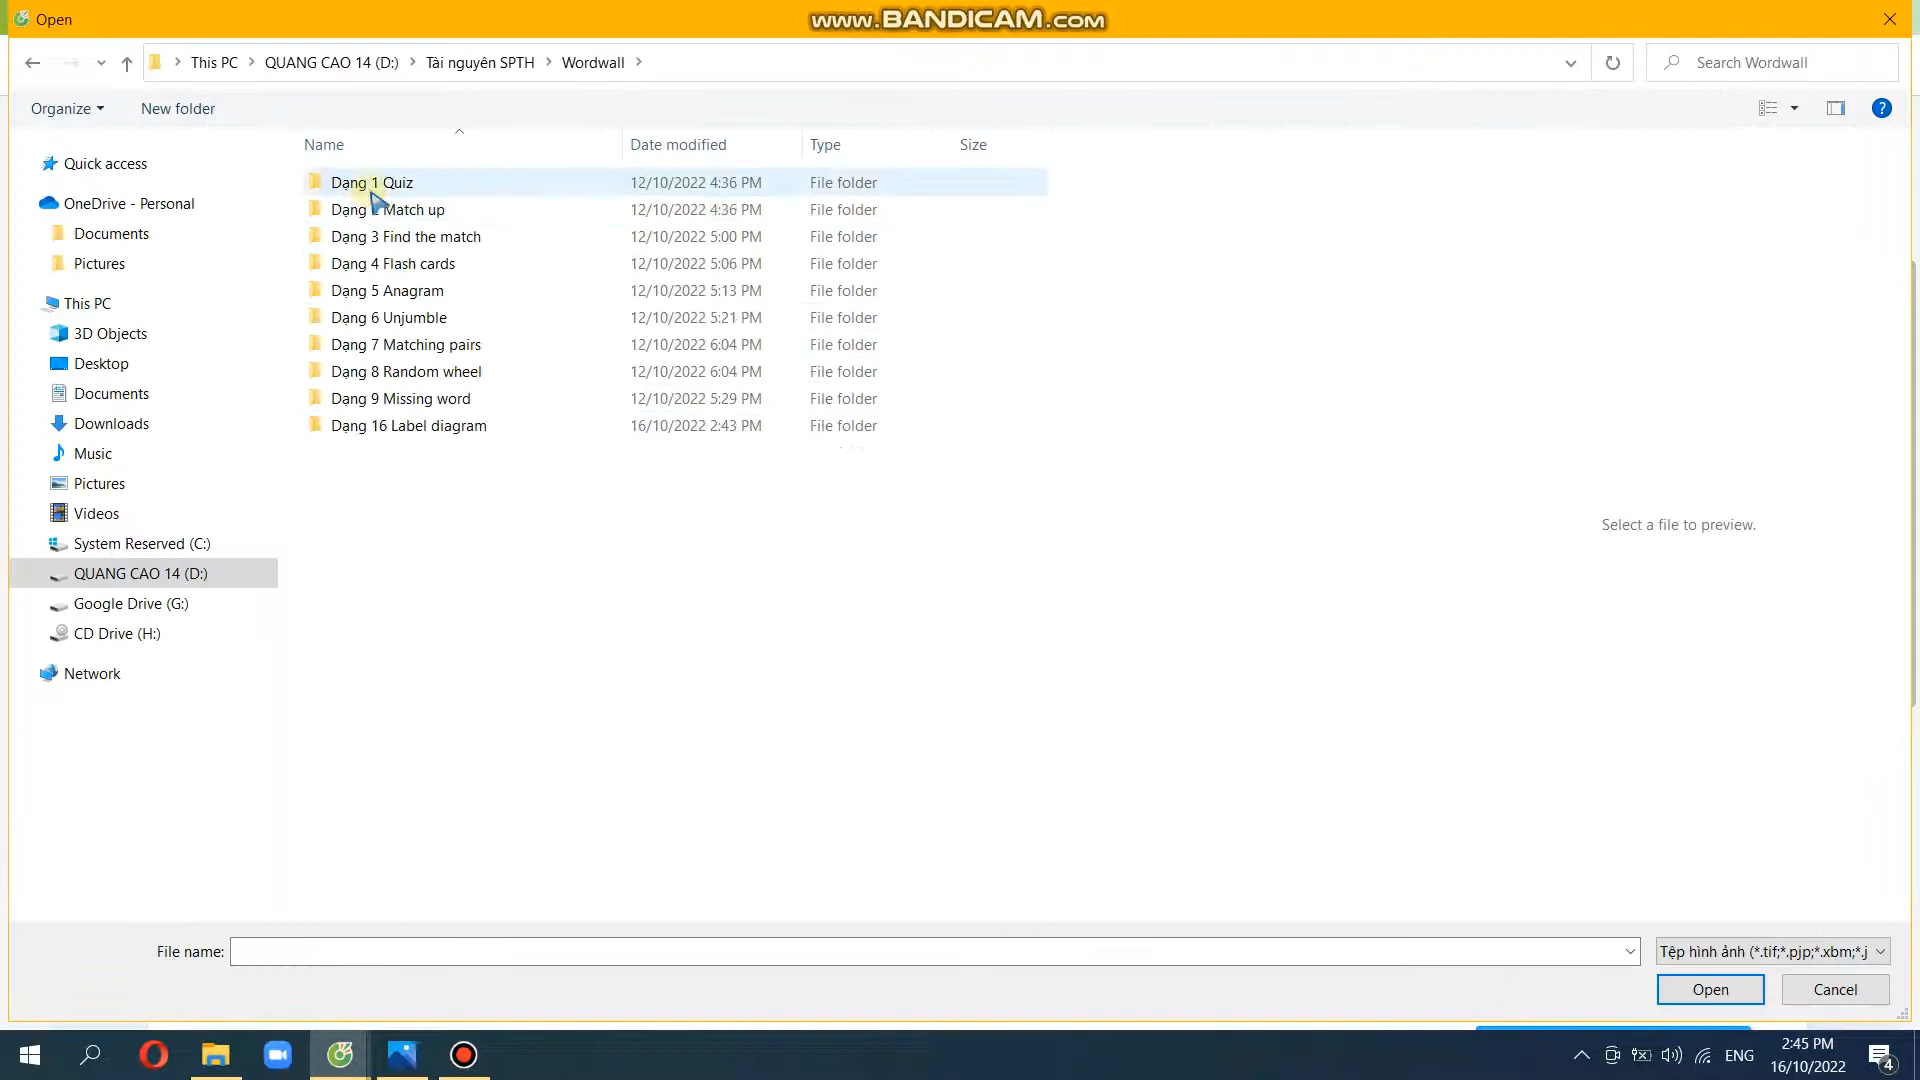 Open
www.BANDICAM.com
This PC
QUANG CAO 14 (D:)
Tài nguyên SPTH
Wordwall
Search Wordwall
Organize
New folder
Name
Date modified
Type
Size
Quick access
OneDrive - Personal
Documents
Pictures
This PC
3D Objects
Desktop
Documents
Downloads
Music
Pictures
Videos
System Reserved (C:)
QUANG CAO 14 (D:)
Google Drive (G:)
CD Drive (H:)
Network
Dạng 1 Quiz 12/10/2022 4:36 PM File folder
Dạng Match up 12/10/2022 4:36 PM File folder
Dạng 3 Find the match 12/10/2022 5:00 PM File folder
Dạng 4 Flash cards 12/10/2022 5:06 PM File folder
Dạng 5 Anagram 12/10/2022 5:13 PM File folder
Dạng 6 Unjumble 12/10/2022 5:21 PM File folder
Dạng 7 Matching pairs 12/10/2022 6:04 PM File folder
Dạng 8 Random wheel 12/10/2022 6:04 PM File folder
Dạng 9 Missing word 12/10/2022 5:29 PM File folder
Dạng 16 Label diagram 16/10/2022 2:43 PM File folder
Select a file to preview.
File name:
Tệp hình ảnh (*.tif;*.pjp;*.xbm;*.j
Open
Cancel
ENG
2:45 PM
16/10/2022
4